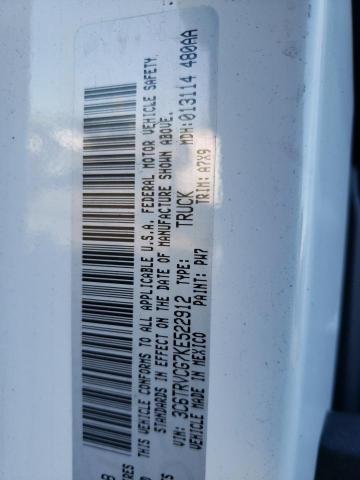 THIS VEHICLE CONFORMS TO ALL APPLICABLE U.S.A. FEDERAL MOTOR VEHICLE SAFETY
STANDARDS IN EFFECT ON THE DATE OF MANUFACTURE SHOWN ABOVE.
VIN: 3C6TRVCG7KE522912 TYPE: TRUCK MDH:013114 480AA
VEHICLE MADE IN MEXICO PAINT: PW7 TRIM: A7X9